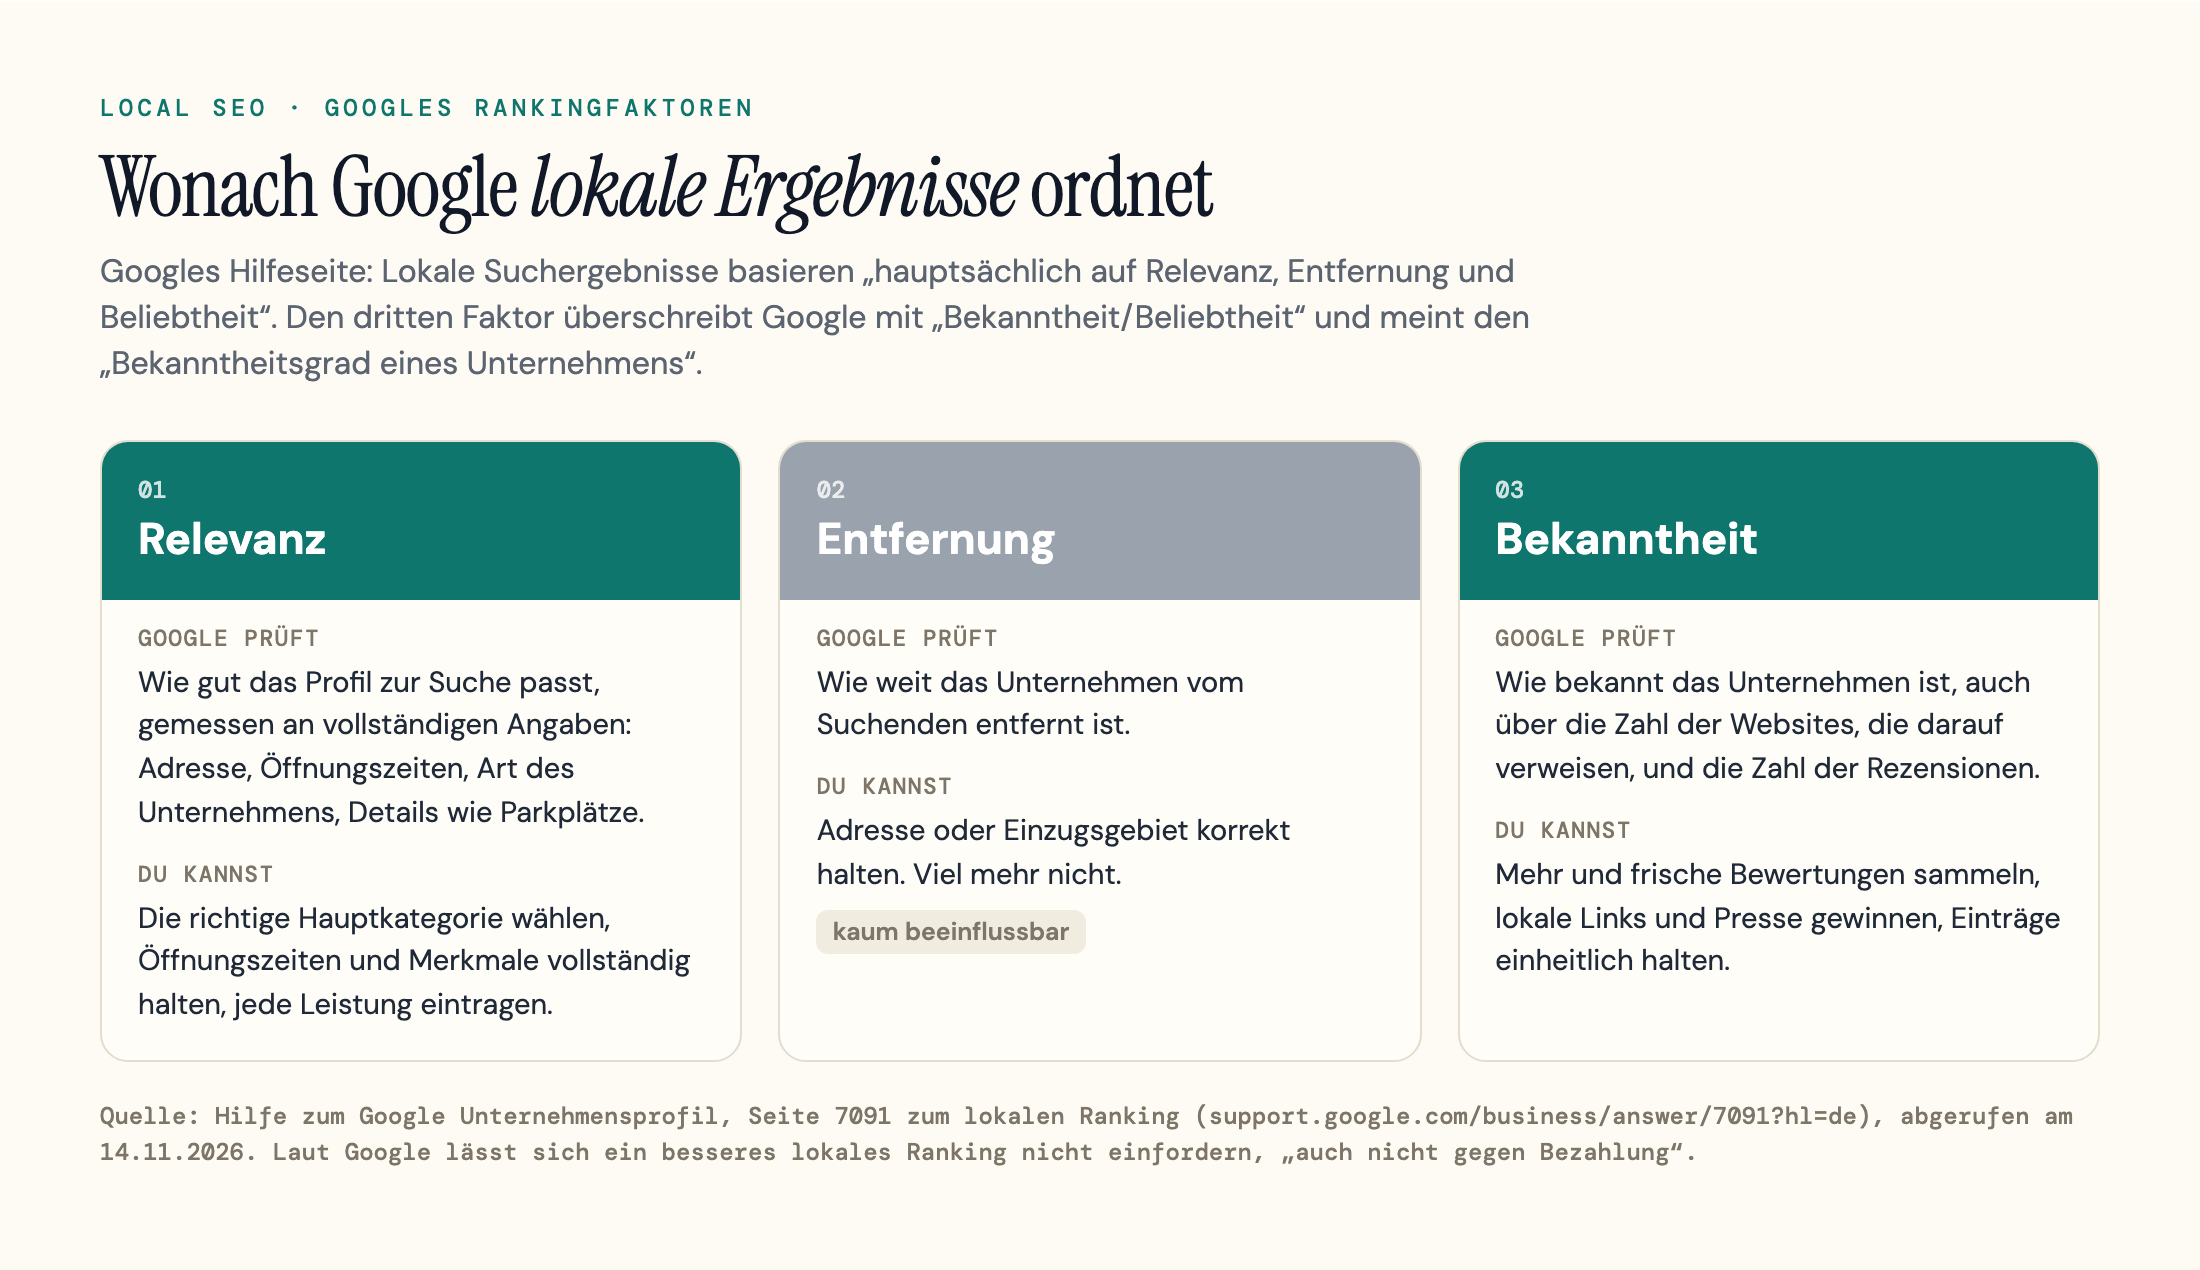 LOCAL SEO · GOOGLES RANKINGFAKTOREN
Wonach Google lokale Ergebnisse ordnet
Googles Hilfeseite: Lokale Suchergebnisse basieren „hauptsächlich auf Relevanz, Entfernung und
Beliebtheit“. Den dritten Faktor überschreibt Google mit „Bekanntheit/Beliebtheit“ und meint den
„Bekanntheitsgrad eines Unternehmens“.
01
Relevanz
GOOGLE PRÜFT
Wie gut das Profil zur Suche passt,
gemessen an vollständigen Angaben:
Adresse, Öffnungszeiten, Art des
Unternehmens, Details wie Parkplätze.
DU KANNST
Die richtige Hauptkategorie wählen,
Öffnungszeiten und Merkmale vollständig
halten, jede Leistung eintragen.
02
Entfernung
GOOGLE PRÜFT
Wie weit das Unternehmen vom
Suchenden entfernt ist.
DU KANNST
Adresse oder Einzugsgebiet korrekt
halten. Viel mehr nicht.
kaum beeinflussbar
03
Bekanntheit
GOOGLE PRÜFT
Wie bekannt das Unternehmen ist, auch
über die Zahl der Websites, die darauf
verweisen, und die Zahl der Rezensionen.
DU KANNST
Mehr und frische Bewertungen sammeln,
lokale Links und Presse gewinnen, Einträge
einheitlich halten.
Quelle: Hilfe zum Google Unternehmensprofil, Seite 7091 zum lokalen Ranking (support.google.com/business/answer/7091?hl=de), abgerufen am
14.11.2026. Laut Google lässt sich ein besseres lokales Ranking nicht einfordern, „auch nicht gegen Bezahlung“.